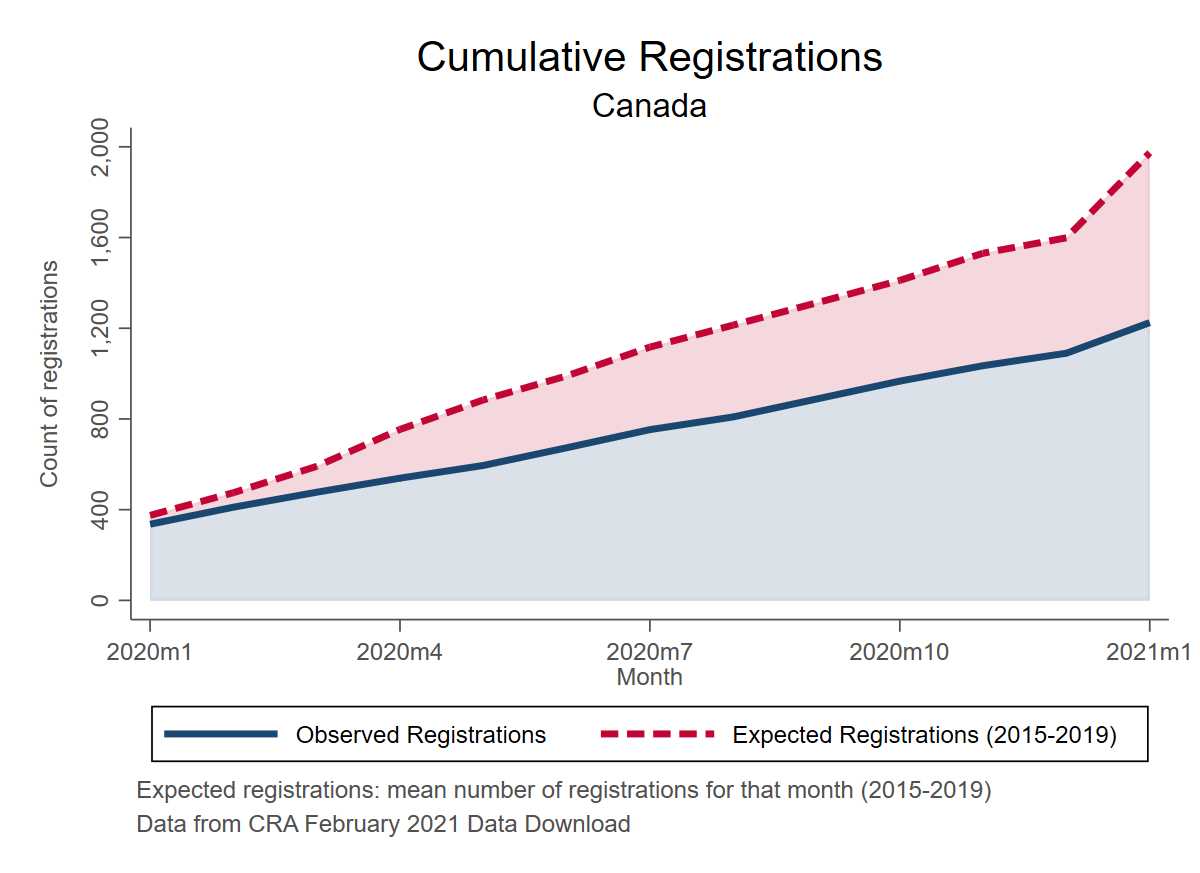 Cumulative Registrations
Canada
Count of registrations
2,000
1,600
1,200
800
400
0
2020m1 2020m4 2020m7 2020m10 2021m1
Month
Observed Registrations Expected Registrations (2015-2019)
Expected registrations: mean number of registrations for that month (2015-2019)
Data from CRA February 2021 Data Download